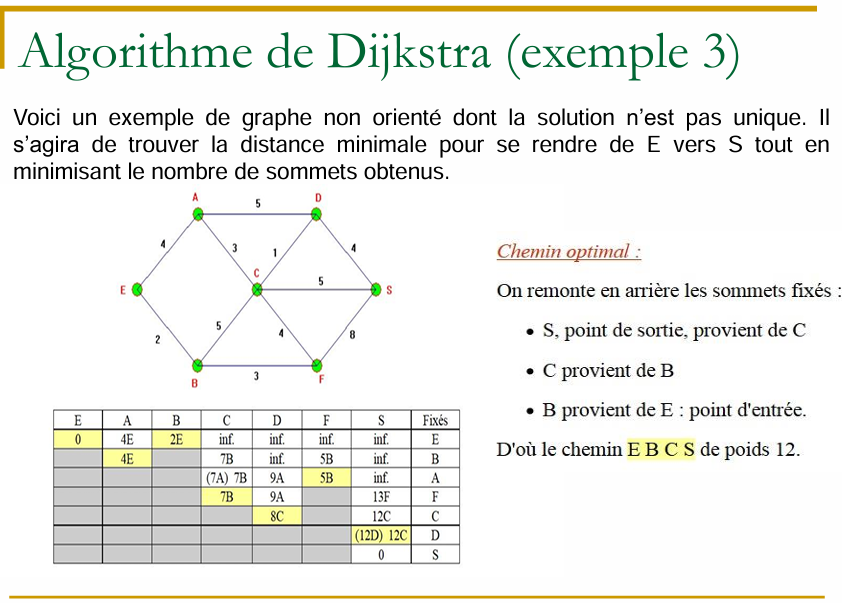 Algorithme de Dijkstra (exemple 3)
Voici un exemple de graphe non orienté dont la solution n'est pas unique. Il
s'agira de trouver la distance minimale pour se rendre de E vers S tout en
minimisant le nombre de sommets obtenus.
A 5 D
4 3 1 4
E C 5 S
2 5 4 8
B 3 F
Chemin optimal :
On remonte en arrière les sommets fixés :
• S, point de sortie, provient de C
• C provient de B
• B provient de E : point d'entrée.
D'où le chemin E B C S de poids 12.
E A B C D F S Fixés
0 4E 2E inf. inf. inf. inf. E
4E 7B inf. 5B inf. B
(7A) 7B 9A 5B inf. A
7B 9A 13F F
8C 12C C
(12D) 12C D
0 S